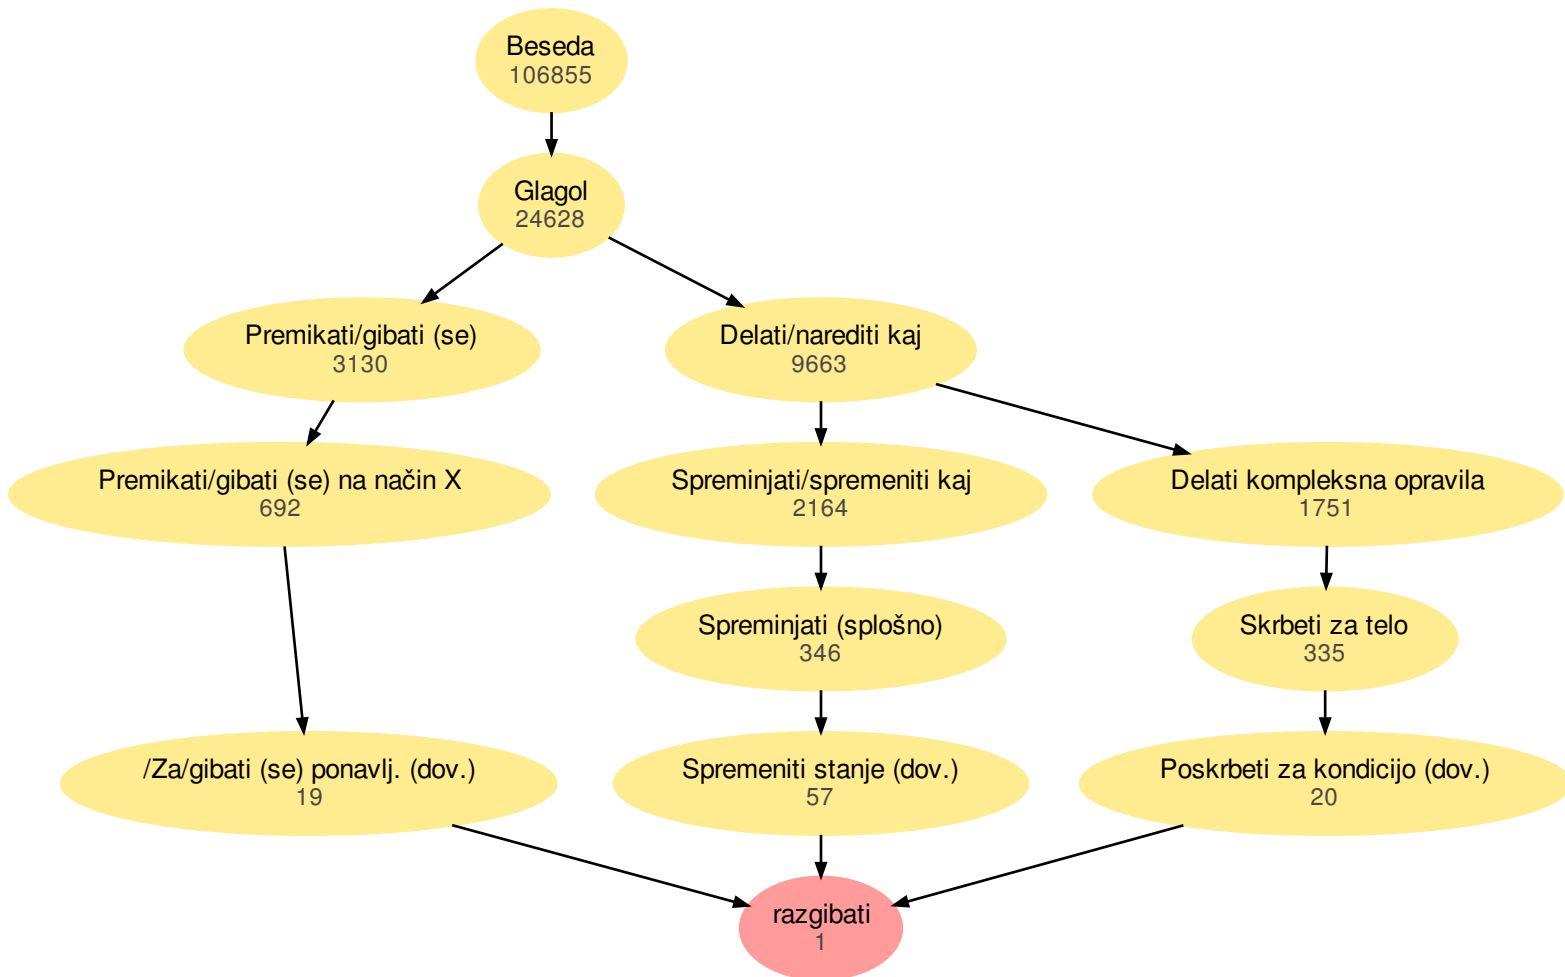 Beseda
106855
Glagol
24628
Premikati/gibati (se)
3130
Delati/narediti kaj
9663
Premikati/gibati (se) na način X
692
Spreminjati/spremeniti kaj
2164
Delati kompleksna opravila
1751
Spreminjati (splošno)
346
Skrbeti za telo
335
/Za/gibati (se) ponavlj. (dov.)
19
Spremeniti stanje (dov.)
57
Poskrbeti za kondicijo (dov.)
20
razgibati
1